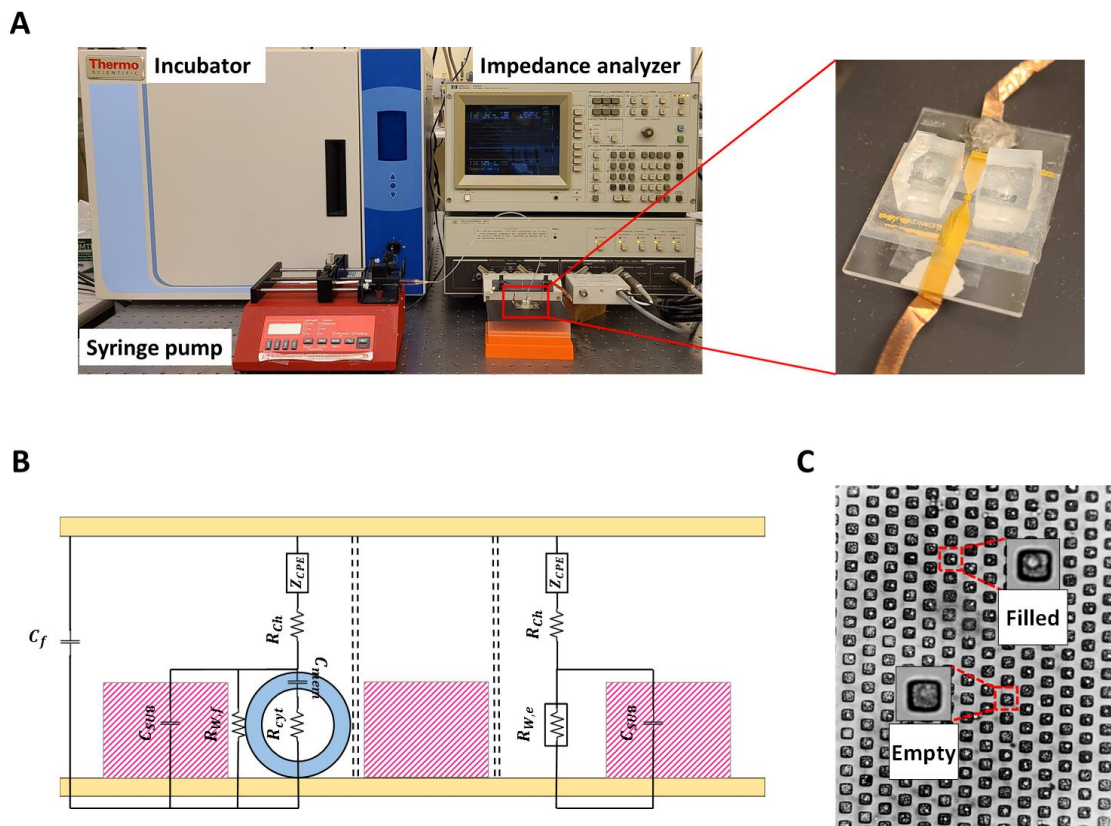 A
Thermo
SCIENTIFIC
Incubator
Impedance analyzer
Syringe pump
B
C
Z_CPE
Z_CPE
R_Ch
R_Ch
C_f
C_mem
C_SUB
R_W,f
R_cyt
R_W,e
C_SUB
Filled
Empty